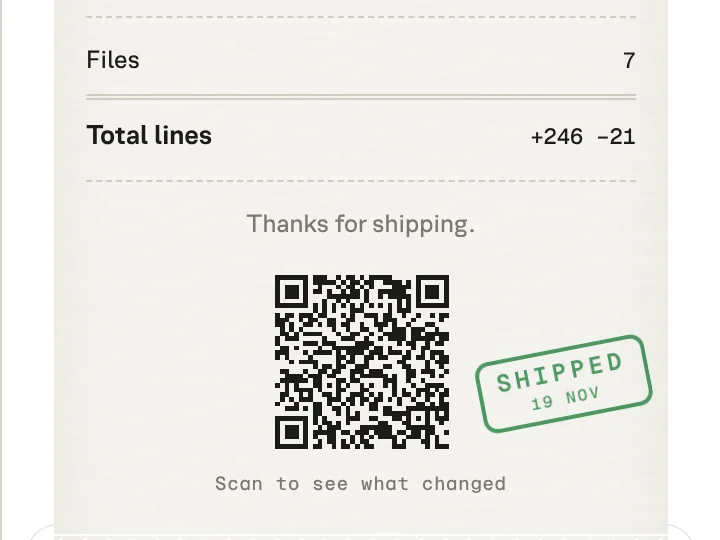 Files 7
Total lines +246 −21
Thanks for shipping.
SHIPPED
19 NOV
Scan to see what changed